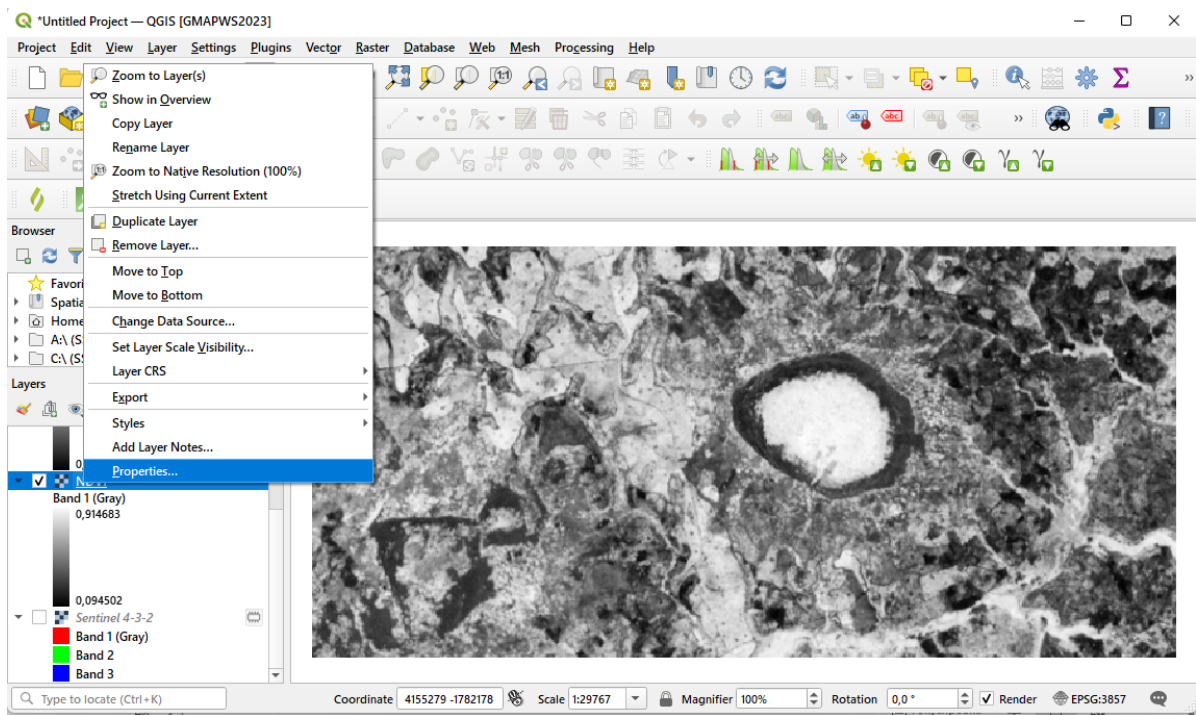 *Untitled Project — QGIS [GMAPWS2023]
Project Edit View Layer Settings Plugins Vector Raster Database Web Mesh Processing Help
Zoom to Layer(s)
Show in Overview
Copy Layer
Rename Layer
Zoom to Native Resolution (100%)
Stretch Using Current Extent
Duplicate Layer
Remove Layer...
Move to Top
Move to Bottom
Change Data Source...
Set Layer Scale Visibility...
Layer CRS
Export
Styles
Add Layer Notes...
Properties...
Browser
Favori
Spatia
Home
A:\ (S
C:\ (S
Layers
0,
Band 1 (Gray)
0,914683
0,094502
Sentinel 4-3-2
Band 1 (Gray)
Band 2
Band 3
Type to locate (Ctrl+K) Coordinate 4155279 -1782178 Scale 1:29767 Magnifier 100% Rotation 0,0 ° Render EPSG:3857